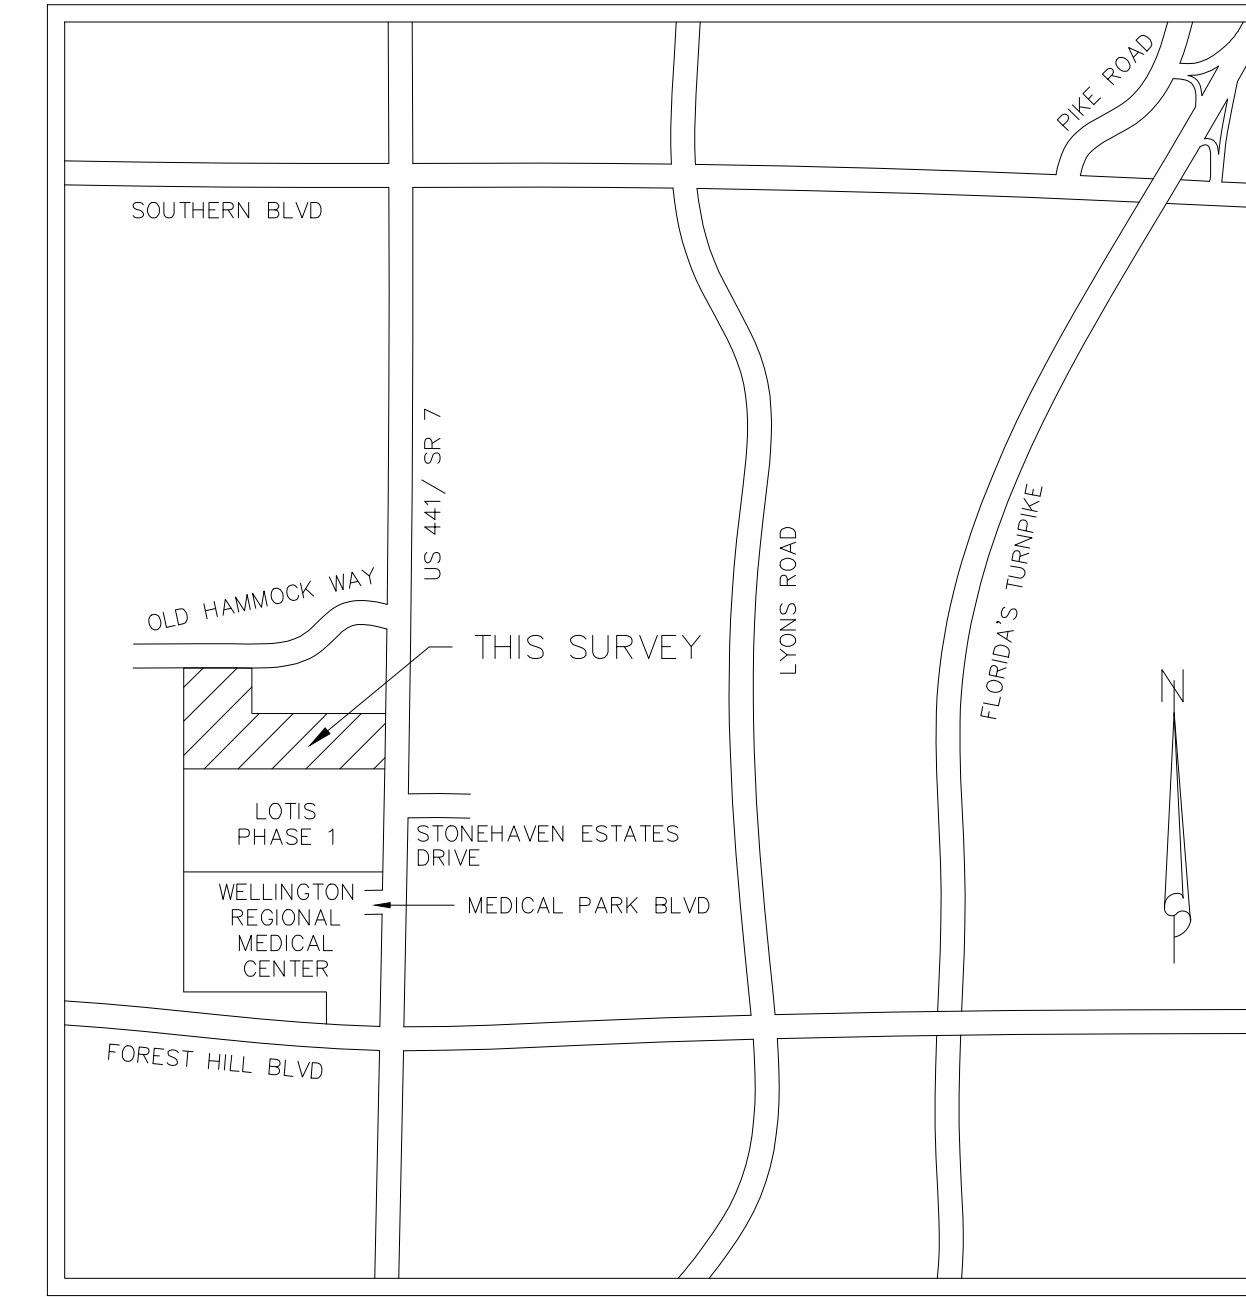 PIKE ROAD
SOUTHERN BLVD
US 441/ SR 7
OLD HAMMOCK WAY
THIS SURVEY
LYONS ROAD
FLORIDA'S TURNPIKE
N
LOTIS
PHASE 1
STONEHAVEN ESTATES
DRIVE
WELLINGTON
REGIONAL
MEDICAL
CENTER
MEDICAL PARK BLVD
FOREST HILL BLVD